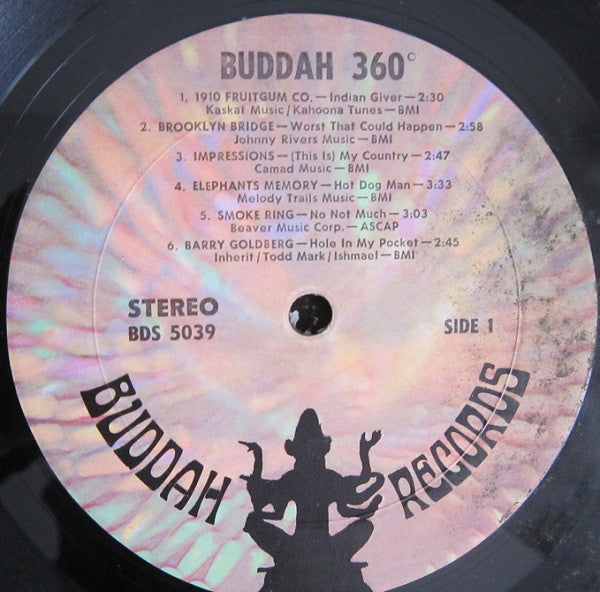 BUDDAH 360°
1. 1910 FRUITGUM CO.—Indian Giver—2:30
Kaskat Music/Kahoona Tunes—BMI
2. BROOKLYN BRIDGE—Worst That Could Happen—2:58
Johnny Rivers Music—BMI
3. IMPRESSIONS—(This Is) My Country—2:47
Camad Music—BMI
4. ELEPHANTS MEMORY—Hot Dog Man—3:33
Melody Trails Music—BMI
5. SMOKE RING—No Not Much—3:03
Beaver Music Corp.—ASCAP
6. BARRY GOLDBERG—Hole In My Pocket—2:45
Inherit/Todd Mark/Ishmael—BMI
STEREO
BDS 5039
SIDE 1
BUDDAH RECORDS